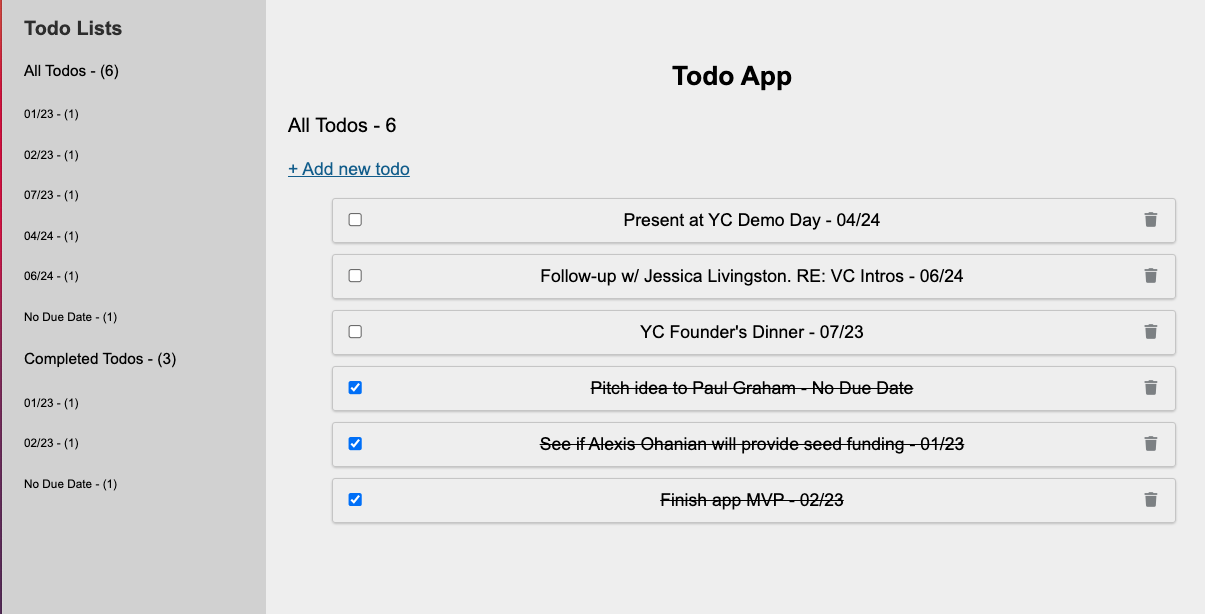 Todo Lists
All Todos - (6)
01/23 - (1)
02/23 - (1)
07/23 - (1)
04/24 - (1)
06/24 - (1)
No Due Date - (1)
Completed Todos - (3)
01/23 - (1)
02/23 - (1)
No Due Date - (1)
Todo App
All Todos - 6
+ Add new todo
Present at YC Demo Day - 04/24
Follow-up w/ Jessica Livingston. RE: VC Intros - 06/24
YC Founder's Dinner - 07/23
Pitch idea to Paul Graham - No Due Date
See if Alexis Ohanian will provide seed funding - 01/23
Finish app MVP - 02/23